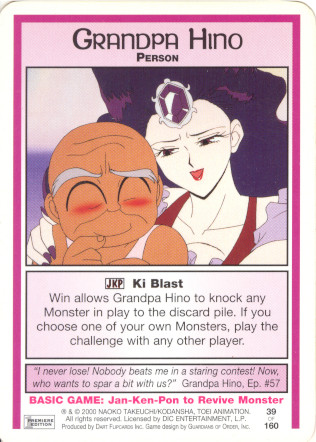 GRANDPA HINO
PERSON
JKP Ki Blast
Win allows Grandpa Hino to knock any
Monster in play to the discard pile. If you
choose one of your own Monsters, play the
challenge with any other player.
"I never lose! Nobody beats me in a staring contest! Now,
who wants to spar a bit with us?" Grandpa Hino, Ep. #57
BASIC GAME: Jan-Ken-Pon to Revive Monster
PREMIERE
EDITION
® & © 2000 NAOKO TAKEUCHI/KODANSHA, TOEI ANIMATION.
All rights reserved. Licensed by DIC ENTERTAINMENT, L.P.
Produced by Dart Flipcards Inc. Game design by Guardians of Order, Inc.
39
OF
160